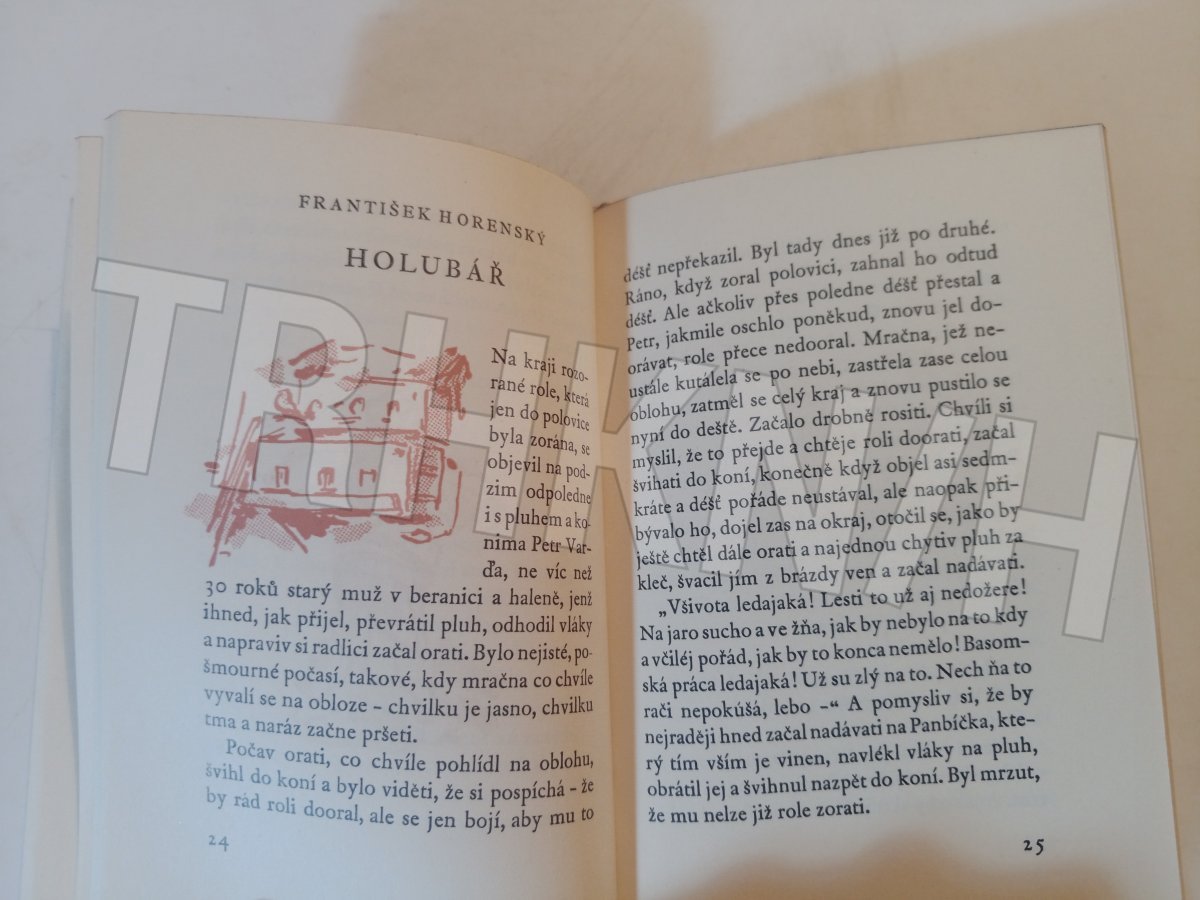 FRANTIŠEK HORENSKÝ
HOLUBÁŘ
Na kraji rozo-
rané role, která
jen do polovice
byla zorána, se
objevil na pod-
zim odpoledne
i s pluhem a ko-
níma Petr Var-
ďa, ne víc než
30 roků starý muž v beranici a haleně, jenž
ihned, jak přijel, převrátil pluh, odhodil vláky
a napraviv si radlici začal orati. Bylo nejisté, po-
šmourné počasí, takové, kdy mračna co chvíle
vyvalí se na obloze – chvilku je jasno, chvilku
tma a naráz začne pršeti.
Počav orati, co chvíle pohlídl na oblohu,
švihl do koní a bylo viděti, že si pospíchá – že
by rád roli dooral, ale se jen bojí, aby mu to
24
déšť nepřekazil. Byl tady dnes již po druhé.
Ráno, když zoral polovici, zahnal ho odtud
déšť. Ale ačkoliv přes poledne déšť přestal a
Petr, jakmile oschlo poněkud, znovu jel do-
orávat, role přece nedooral. Mračna, jež ne-
ustále kutálela se po nebi, zastřela zase celou
oblohu, zatměl se celý kraj a znovu pustilo se
nyní do deště. Začalo drobně rositi. Chvíli si
myslil, že to přejde a chtěje roli doorati, začal
švihati do koní, konečně když objel asi sedm-
kráte a déšť pořáde neustával, ale naopak při-
bývalo ho, dojel zas na okraj, otočil se, jako by
ještě chtěl dále orati a najednou chytiv pluh za
kleč, švacil jím z brázdy ven a začal nadávati.
„Všivota ledajaká! Lesti to už aj nedožere!
Na jaro sucho a ve žňa, jak by nebylo na to kdy
a včiléj pořád, jak by to konca nemělo! Basom-
ská práca ledajaká! Už su zlý na to. Nech ňa to
rači nepokúšá, lebo –“ A pomysliv si, že by
nejraději hned začal nadávati na Panbíčka, kte-
rý tím vším je vinen, navlékl vláky na pluh,
obrátil jej a švihnul nazpět do koní. Byl mrzut,
že mu nelze již role zorati.
25
TRHKNIH